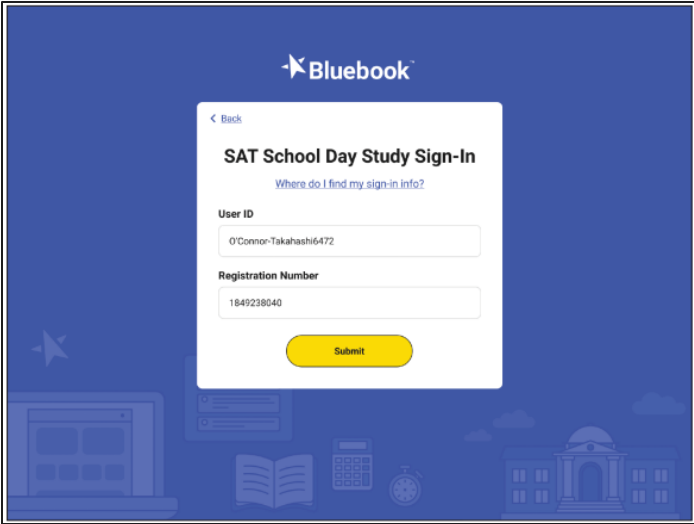 Bluebook™
Back
SAT School Day Study Sign-In
Where do I find my sign-in info?
User ID
O'Connor-Takahashi6472
Registration Number
1849238040
Submit